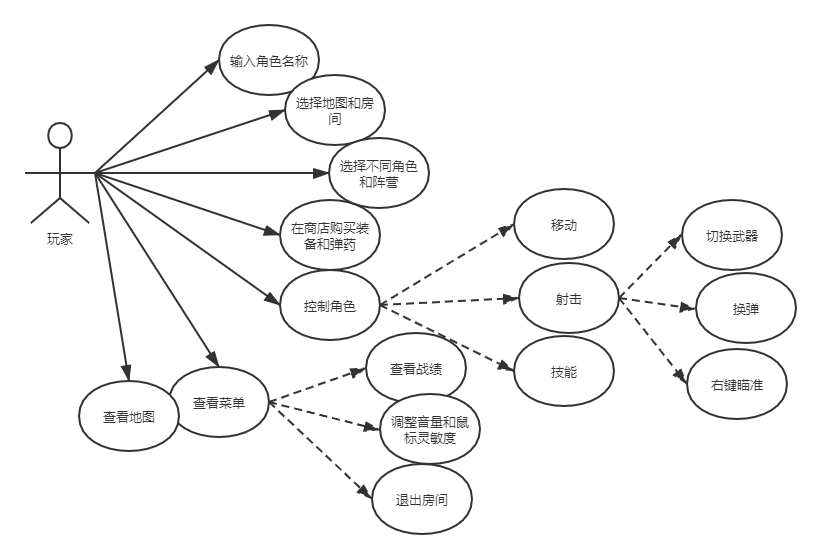 输入角色名称
选择地图和房
间
选择不同角色
和阵营
玩家
在商店购买装
备和弹药
移动
切换武器
控制角色
射击
换弹
技能
右键瞄准
查看战绩
查看地图
查看菜单
调整音量和鼠
标灵敏度
退出房间